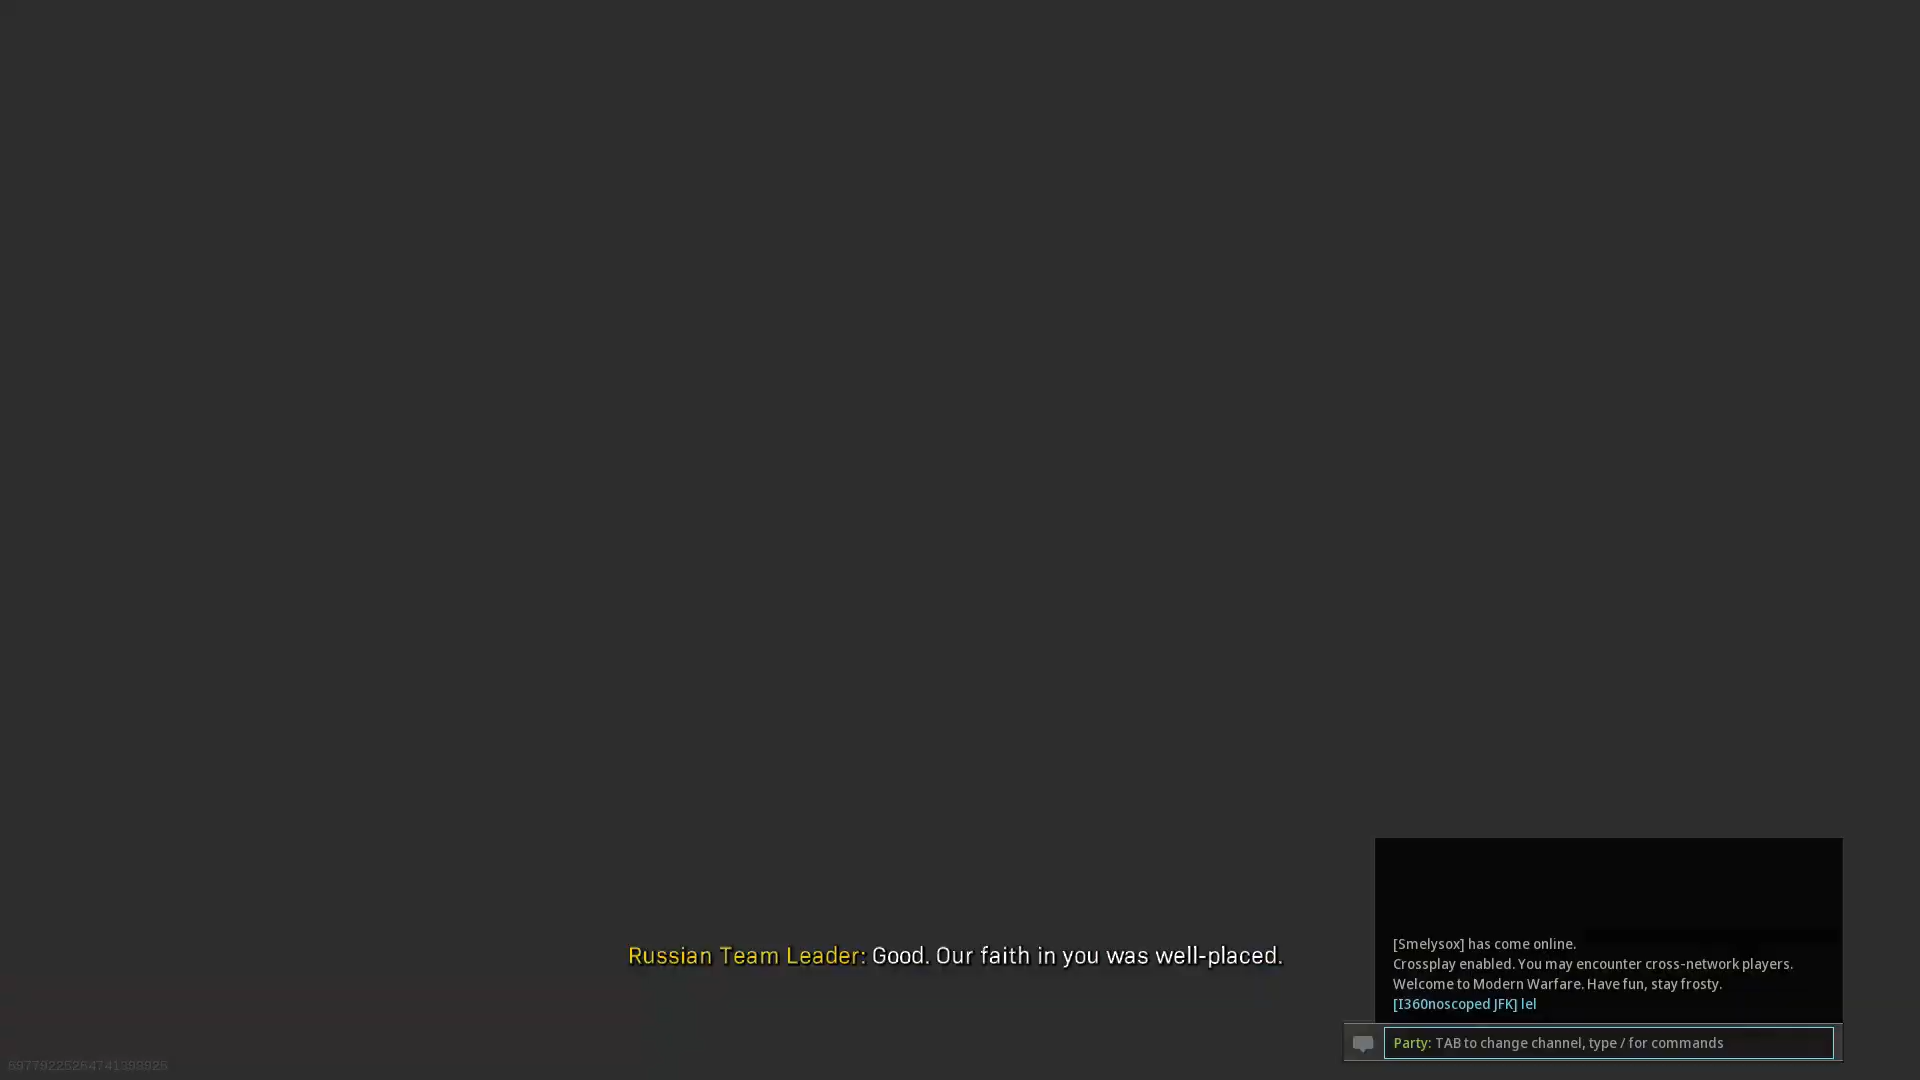 Russian Team Leader: Good. Our faith in you was well-placed.
[Smelysox] has come online.
Crossplay enabled. You may encounter cross-network players.
Welcome to Modern Warfare. Have fun, stay frosty.
[I360noscoped JFK] lel
Party: TAB to change channel, type / for commands